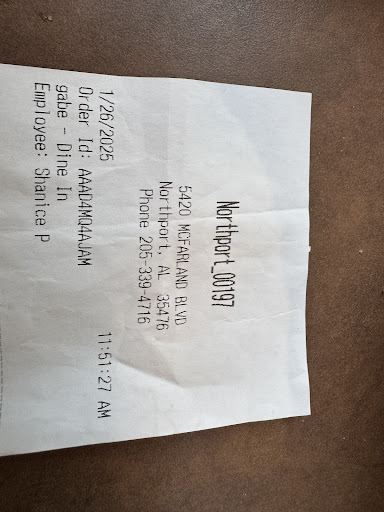 Northport_00197
5420 MCFARLAND BLVD
Northport, AL 35476
Phone 205-339-4716
1/26/2025 11:51:27 AM
Order Id: AAAD4MQ4AJAM
gabe - Dine In
Employee: Shanice P